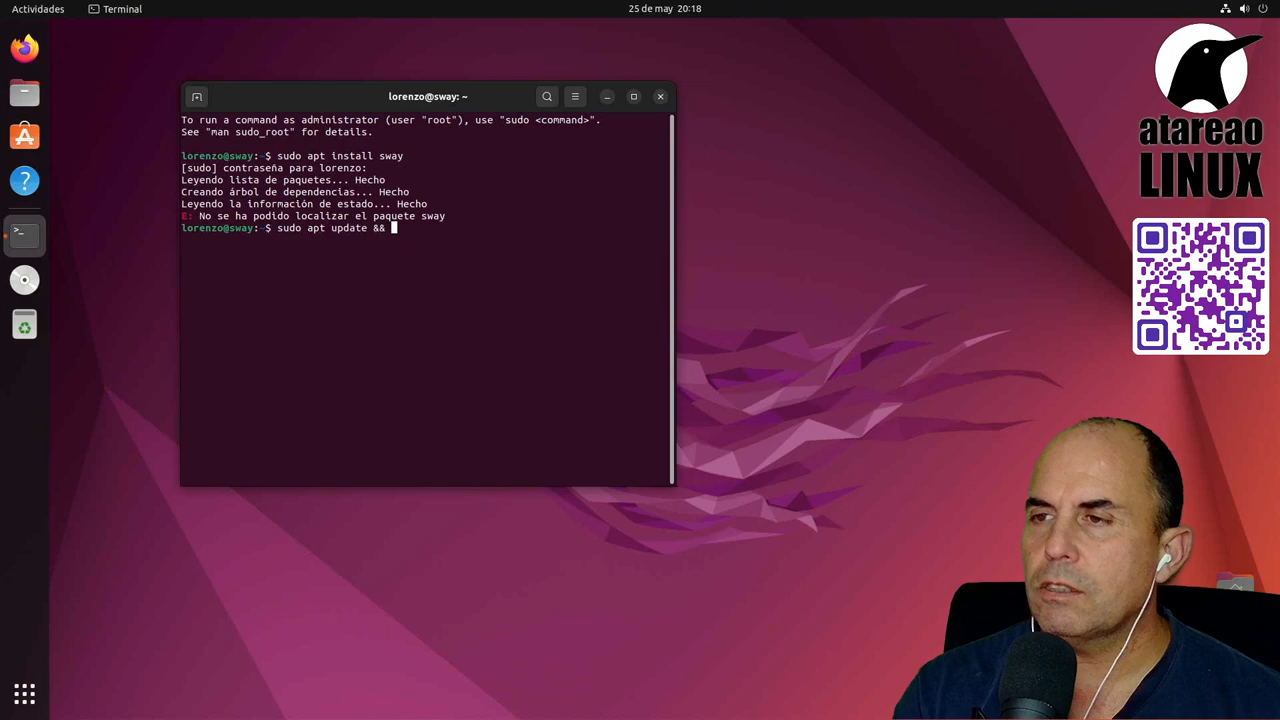 Actividades
Terminal
25 de may 20:18
lorenzo@sway: ~
To run a command as administrator (user "root"), use "sudo <command>".
See "man sudo_root" for details.
lorenzo@sway:~$ sudo apt install sway
[sudo] contraseña para lorenzo:
Leyendo lista de paquetes... Hecho
Creando árbol de dependencias... Hecho
Leyendo la información de estado... Hecho
E: No se ha podido localizar el paquete sway
lorenzo@sway:~$ sudo apt update &&
atareao
LINUX